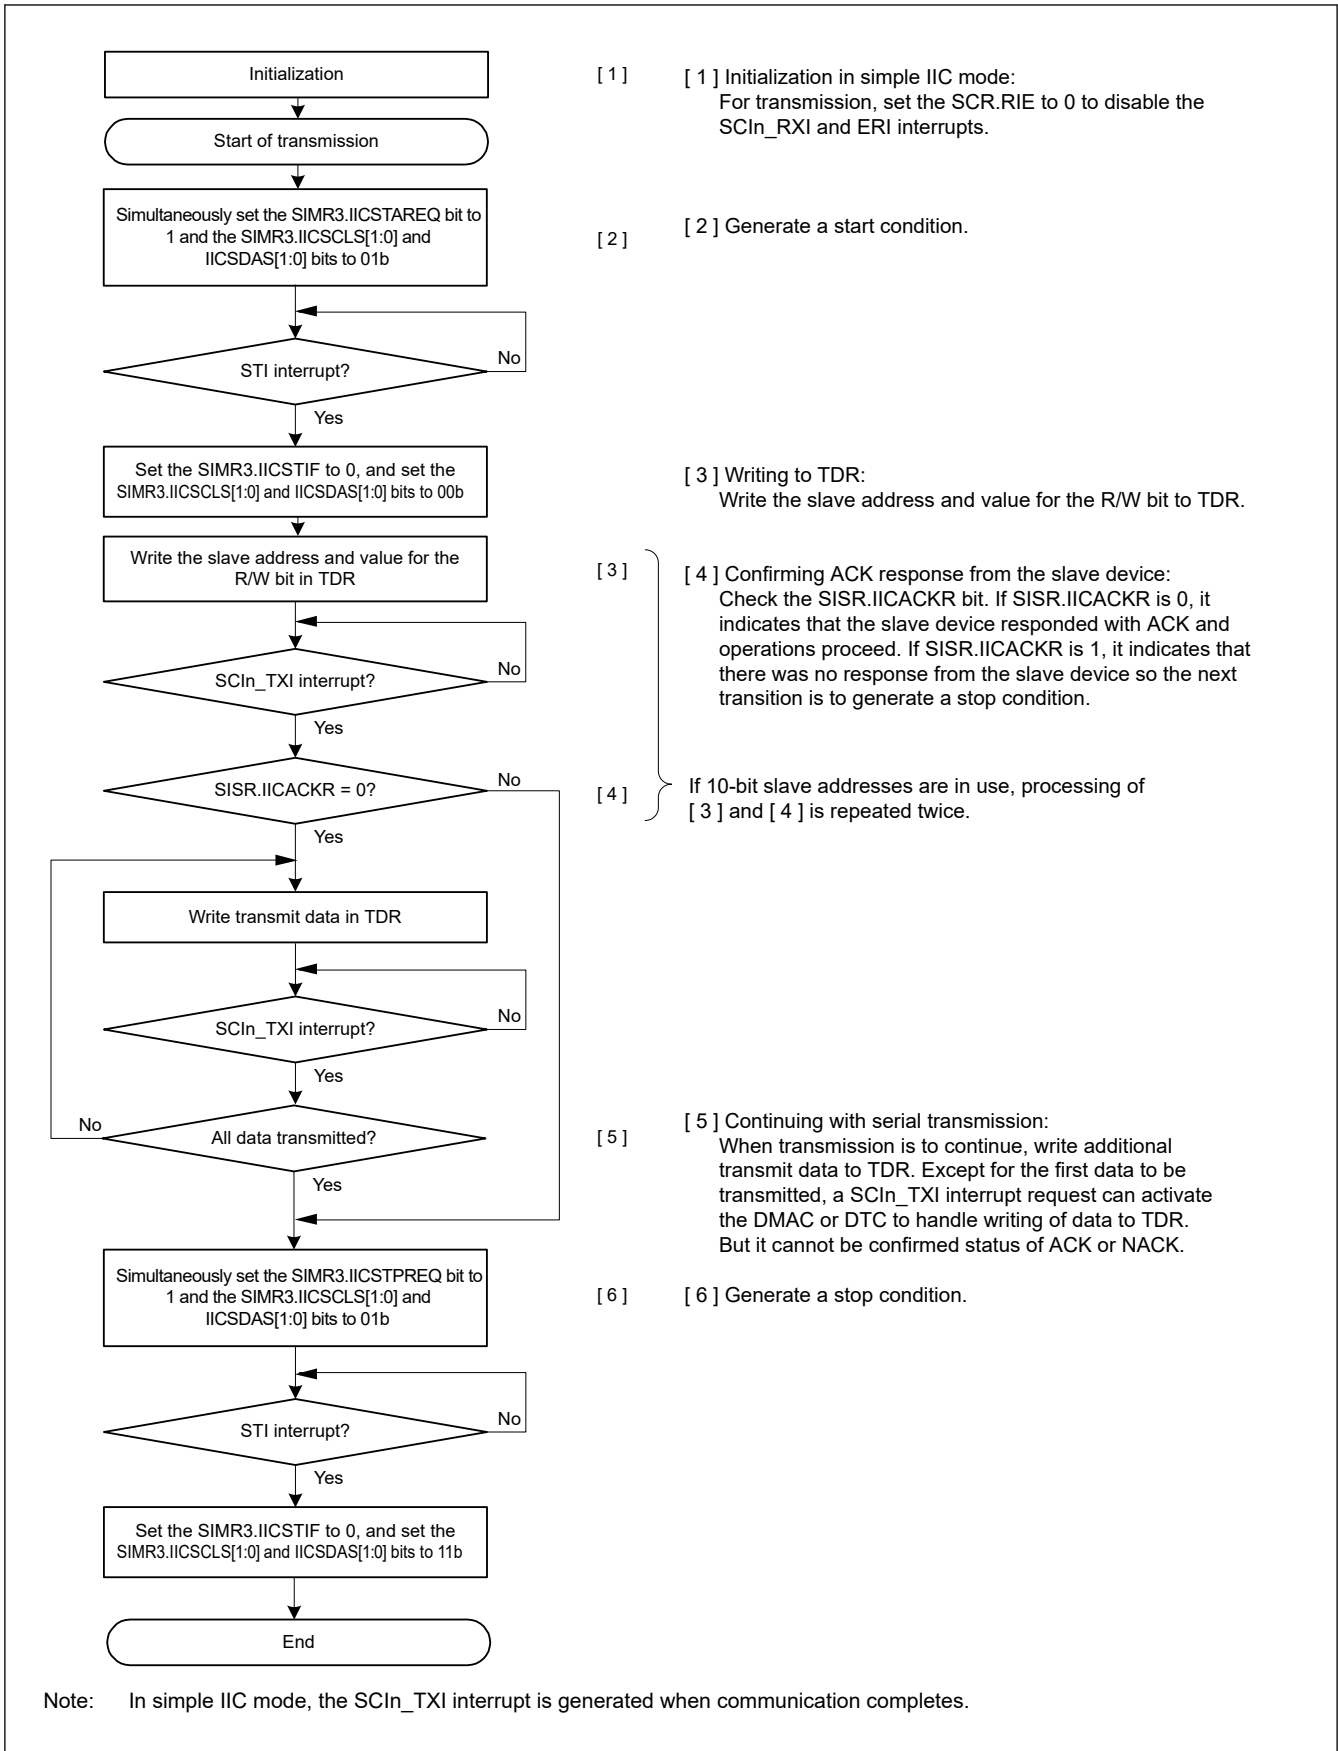 Initialization
[ 1 ]
[ 1 ] Initialization in simple IIC mode:
For transmission, set the SCR.RIE to 0 to disable the
SCIn_RXI and ERI interrupts.
Start of transmission
Simultaneously set the SIMR3.IICSTAREQ bit to
1 and the SIMR3.IICSCLS[1:0] and
IICSDAS[1:0] bits to 01b
[ 2 ]
[ 2 ] Generate a start condition.
STI interrupt?
No
Yes
Set the SIMR3.IICSTIF to 0, and set the
SIMR3.IICSCLS[1:0] and IICSDAS[1:0] bits to 00b
[ 3 ] Writing to TDR:
Write the slave address and value for the R/W bit to TDR.
Write the slave address and value for the
R/W bit in TDR
[ 3 ]
[ 4 ] Confirming ACK response from the slave device:
Check the SISR.IICACKR bit. If SISR.IICACKR is 0, it
indicates that the slave device responded with ACK and
operations proceed. If SISR.IICACKR is 1, it indicates that
there was no response from the slave device so the next
transition is to generate a stop condition.
SCIn_TXI interrupt?
No
Yes
SISR.IICACKR = 0?
No
[ 4 ]
If 10-bit slave addresses are in use, processing of
[ 3 ] and [ 4 ] is repeated twice.
Yes
Write transmit data in TDR
SCIn_TXI interrupt?
No
Yes
No
All data transmitted?
[ 5 ]
[ 5 ] Continuing with serial transmission:
When transmission is to continue, write additional
transmit data to TDR. Except for the first data to be
transmitted, a SCIn_TXI interrupt request can activate
the DMAC or DTC to handle writing of data to TDR.
But it cannot be confirmed status of ACK or NACK.
Yes
Simultaneously set the SIMR3.IICSTPREQ bit to
1 and the SIMR3.IICSCLS[1:0] and
IICSDAS[1:0] bits to 01b
[ 6 ]
[ 6 ] Generate a stop condition.
STI interrupt?
No
Yes
Set the SIMR3.IICSTIF to 0, and set the
SIMR3.IICSCLS[1:0] and IICSDAS[1:0] bits to 11b
End
Note: In simple IIC mode, the SCIn_TXI interrupt is generated when communication completes.